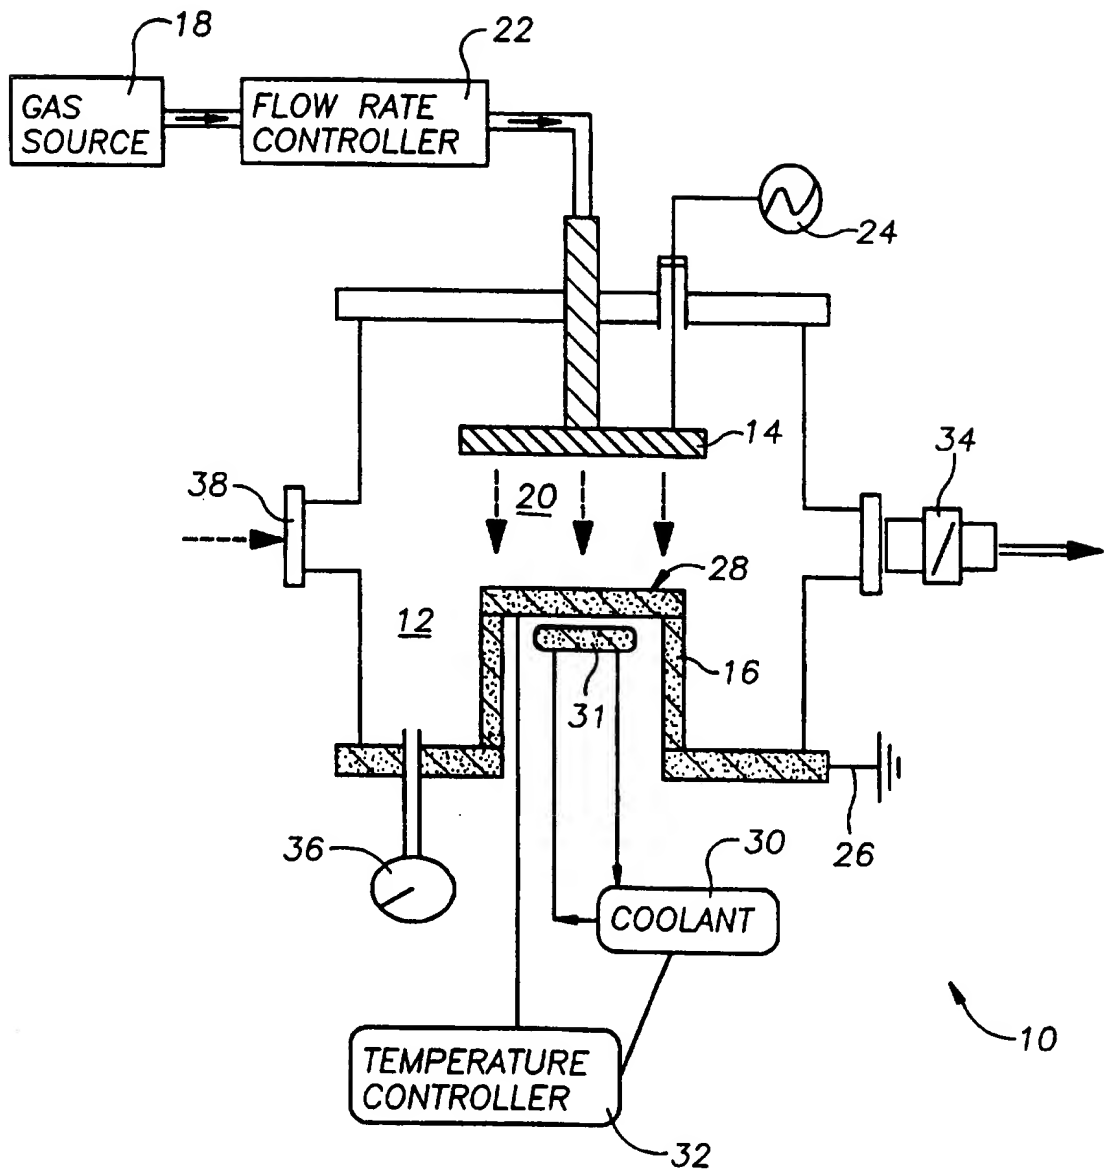 18
22
GAS
SOURCE
FLOW RATE
CONTROLLER
24
14
34
38
20
28
12
16
31
26
36
30
COOLANT
10
TEMPERATURE
CONTROLLER
32